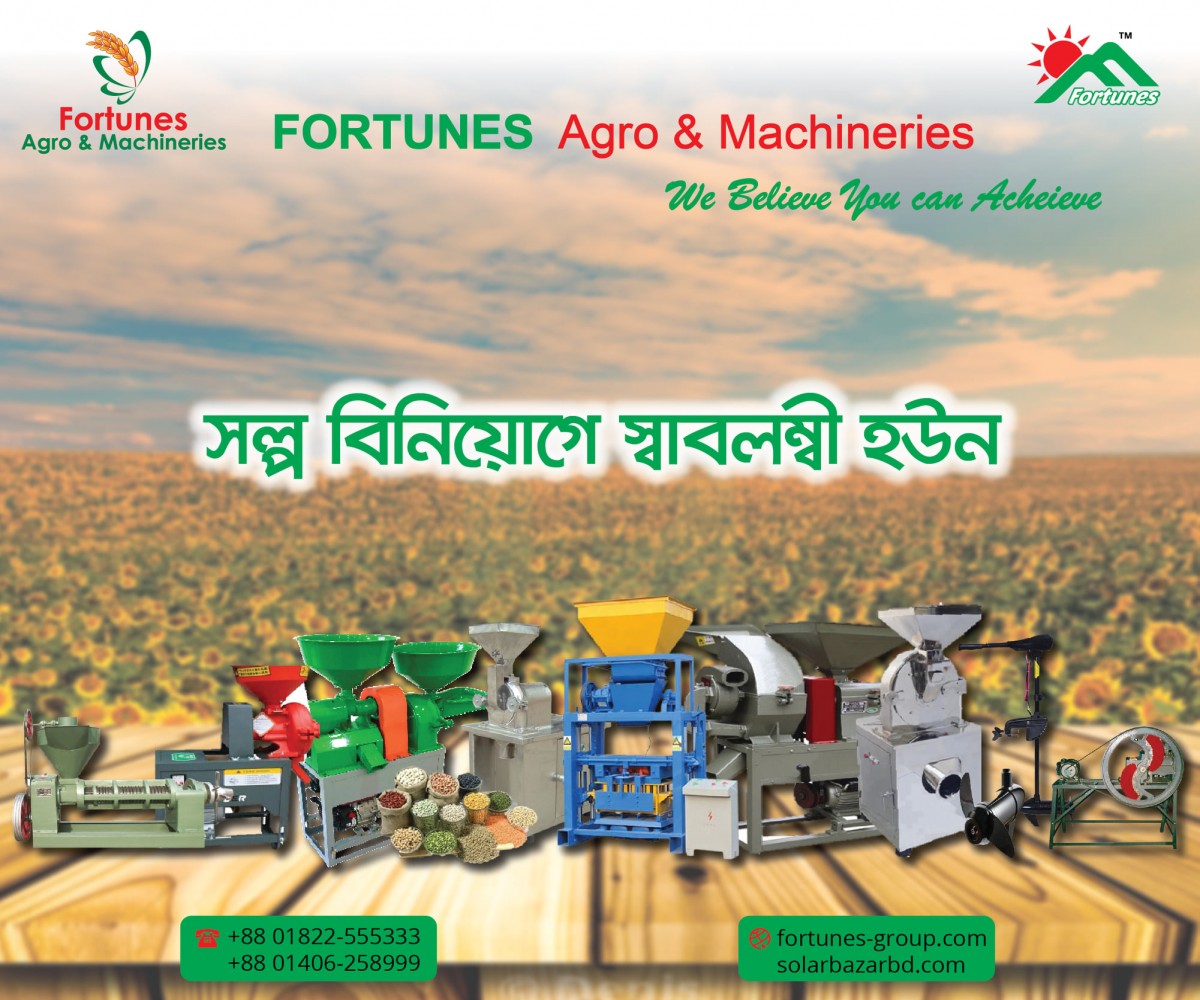 Fortunes
Agro & Machineries
TM
Fortunes
FORTUNES Agro & Machineries
We Believe You can Acheieve
সল্প বিনিয়োগে স্বাবলম্বী হউন
+88 01822-555333
+88 01406-258999
fortunes-group.com
solarbazarbd.com